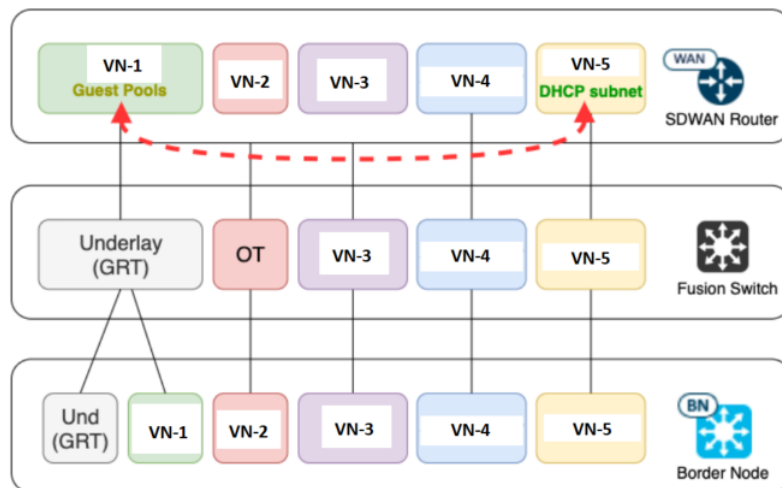 VN-1
Guest Pools
VN-2
VN-3
VN-4
VN-5
DHCP subnet
WAN
SDWAN Router
Underlay
(GRT)
OT
VN-3
VN-4
VN-5
Fusion Switch
Und
(GRT)
VN-1
VN-2
VN-3
VN-4
VN-5
BN
Border Node